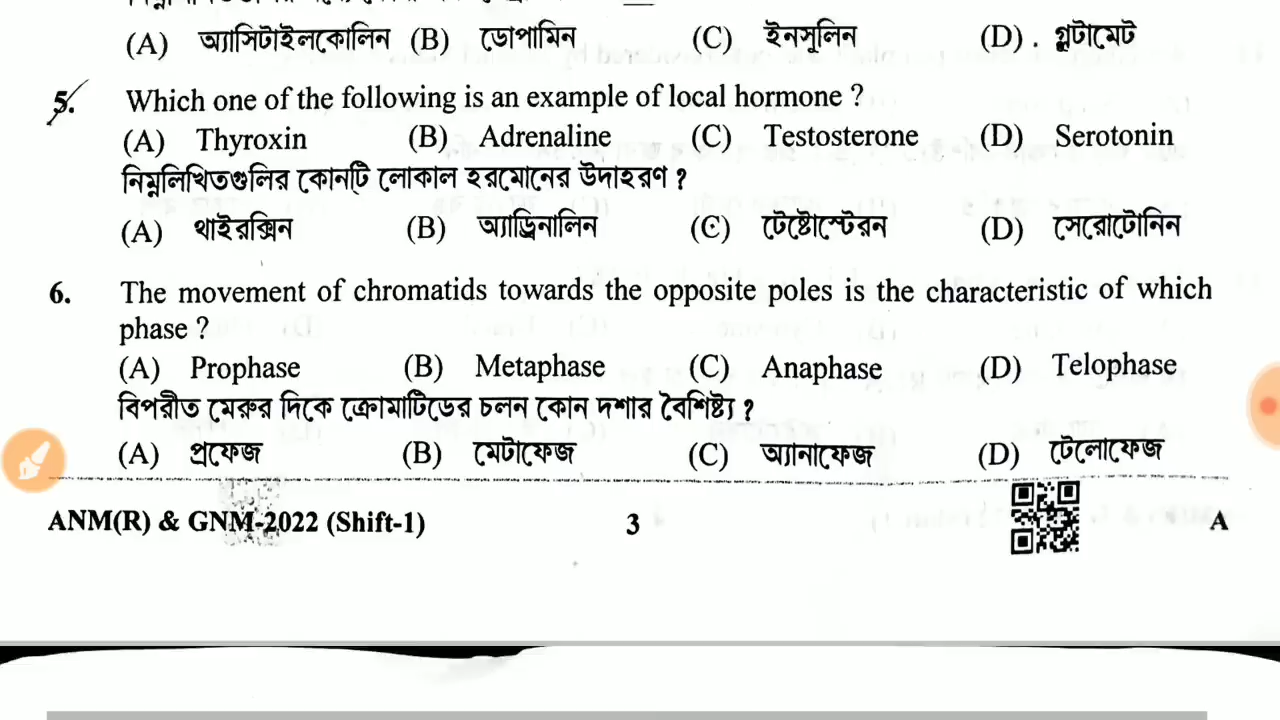 (A) অ্যাসিটাইলকোলিন (B) ডোপামিন (C) ইনসুলিন (D) . গ্লুটামেট
5. Which one of the following is an example of local hormone ?
(A) Thyroxin (B) Adrenaline (C) Testosterone (D) Serotonin
নিম্নলিখিতগুলির কোনটি লোকাল হরমোনের উদাহরণ ?
(A) থাইরক্সিন (B) অ্যাড্রিনালিন (C) টেষ্টোস্টেরন (D) সেরোটোনিন
6. The movement of chromatids towards the opposite poles is the characteristic of which
phase ?
(A) Prophase (B) Metaphase (C) Anaphase (D) Telophase
বিপরীত মেরুর দিকে ক্রোমাটিডের চলন কোন দশার বৈশিষ্ট্য ?
(A) প্রফেজ (B) মেটাফেজ (C) অ্যানাফেজ (D) টেলোফেজ
ANM(R) & GNM-2022 (Shift-1) 3 A